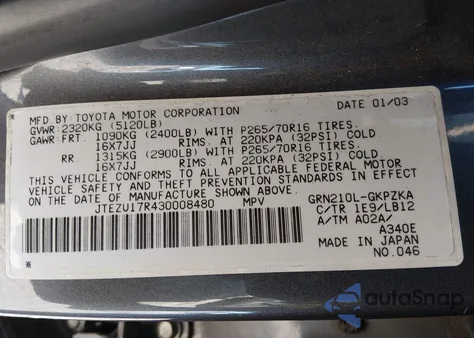 MFD.BY:TOYOTA MOTOR CORPORATION DATE 01/03
GVWR:2320KG (5120LB)
GAWR:FRT. 1090KG (2400LB) WITH P265/70R16 TIRES.
16X7JJ RIMS. AT 220KPA (32PSI) COLD
RR. 1315KG (2900LB) WITH P265/70R16 TIRES.
16X7JJ RIMS. AT 220KPA (32PSI) COLD
THIS VEHICLE CONFORMS TO ALL APPLICABLE FEDERAL MOTOR
VEHICLE SAFETY AND THEFT PREVENTION STANDARDS IN EFFECT
ON THE DATE OF MANUFACTURE SHOWN ABOVE.
* JTEZU17R430008480 MPV GRN210L-GKPZKA
C/TR 1E9/LB12
A/TM A02A/
A340E
MADE IN JAPAN
* NO.046
autoSnap